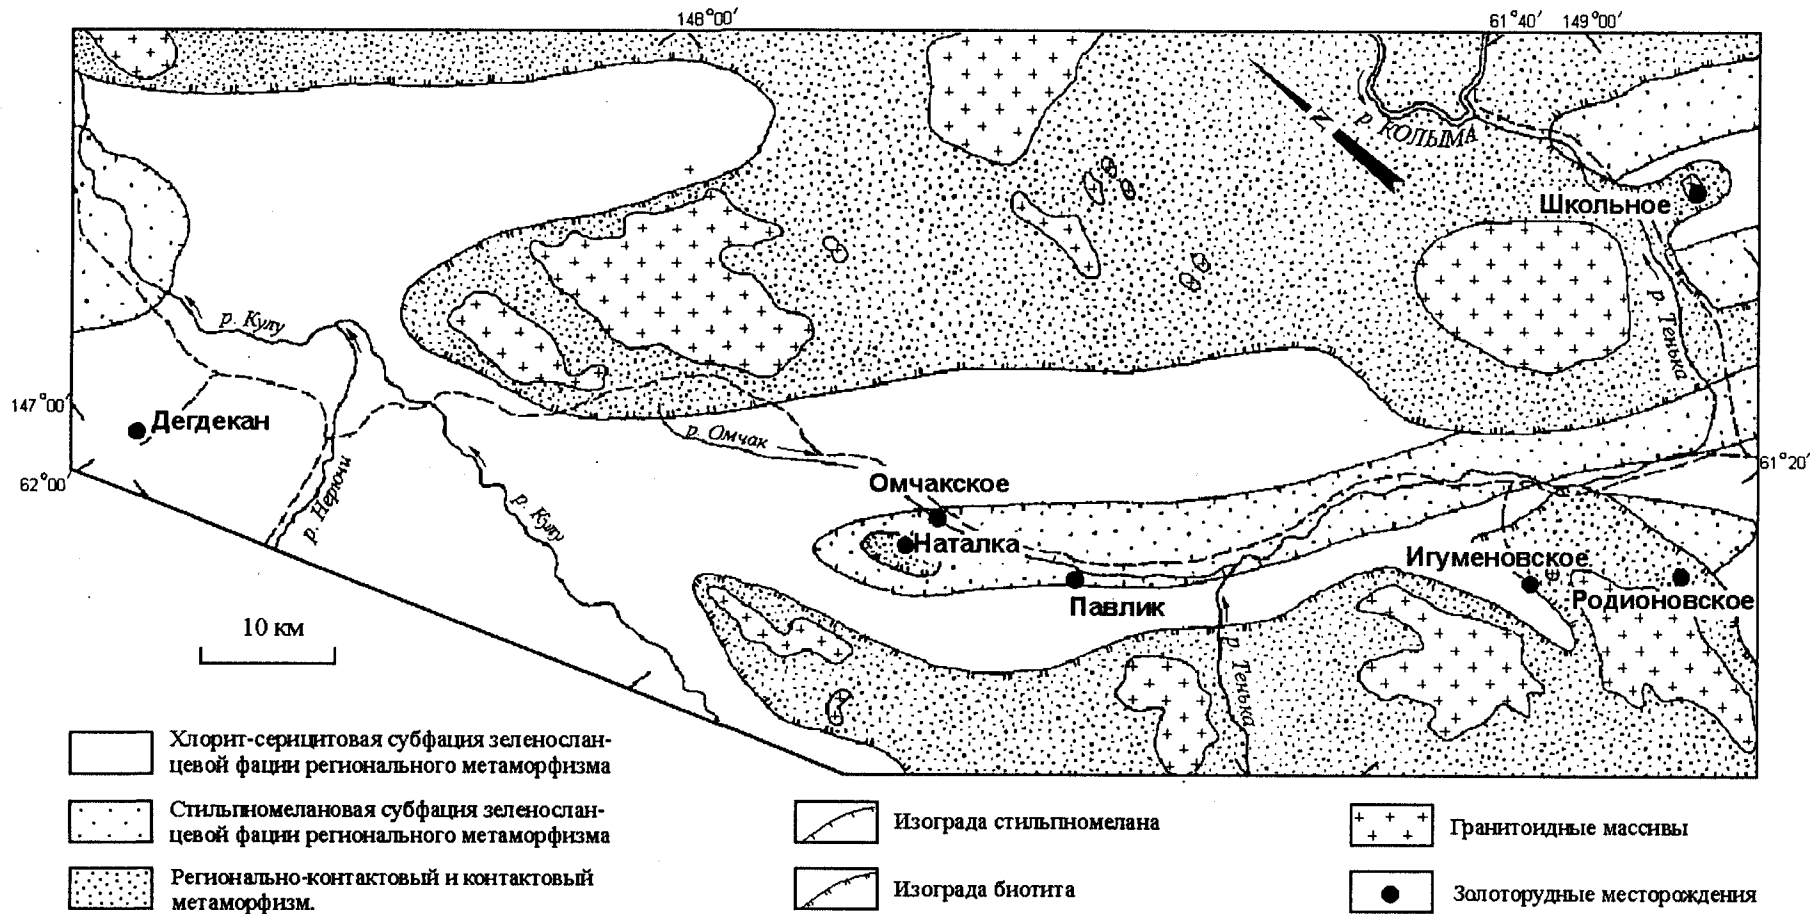 148°00′
61°40′ 149°00′
N
р. КОЛЫМА
Школьное
р. Кулу
р. Тенька
147°00′
Дегдекан
р. Омчак
61°20′
62°00′
р. Нерючи
р. Кулу
Омчакское
Наталка
Игуменовское
Павлик
Родионовское
10 км
р. Тенька
Хлорит-серицитовая субфация зеленослан-
цевой фации регионального метаморфизма
Стильпномелановая субфация зеленослан-
цевой фации регионального метаморфизма
Изограда стильпномелана
Гранитоидные массивы
Регионально-контактовый и контактовый
метаморфизм.
Изограда биотита
Золоторудные месторождения